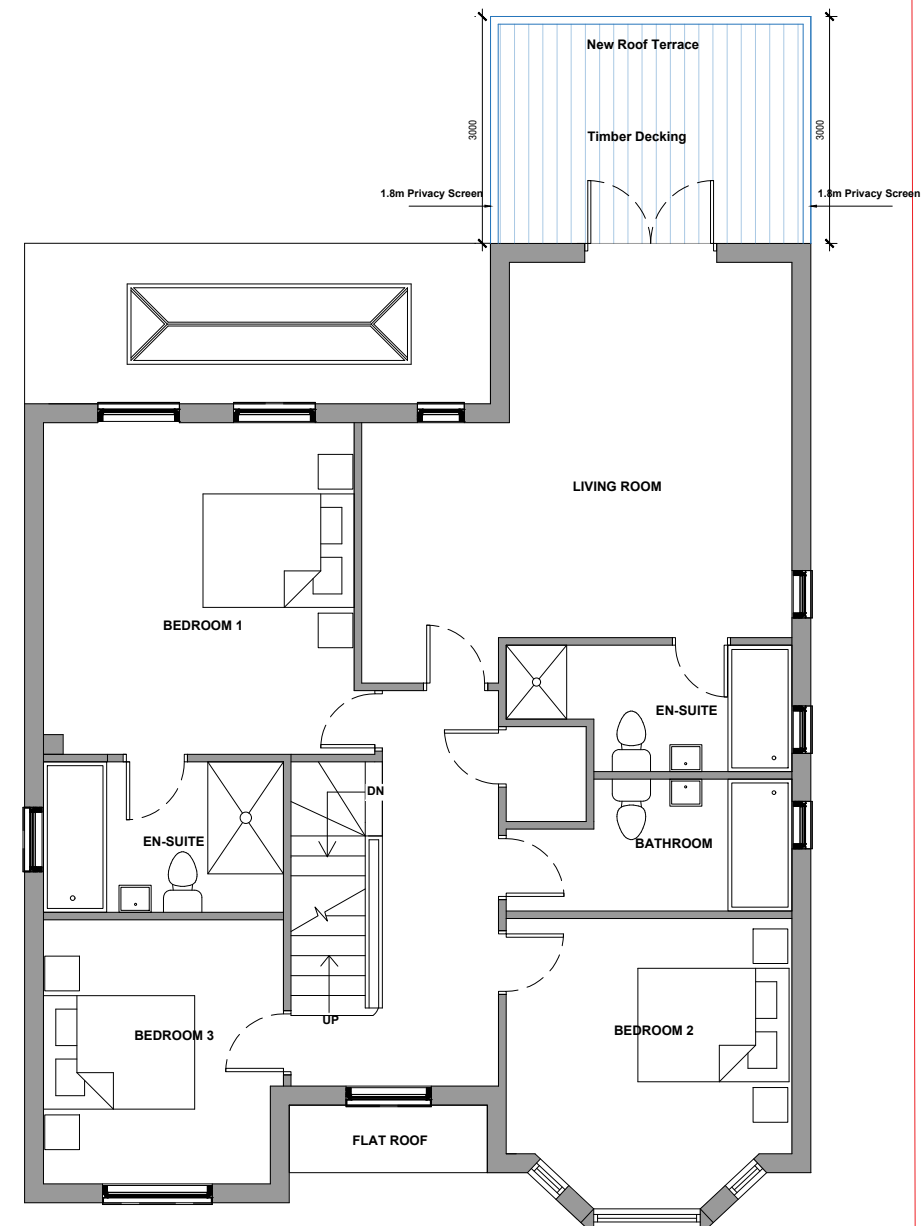 New Roof Terrace
3000
3000
Timber Decking
1.8m Privacy Screen
1.8m Privacy Screen
LIVING ROOM
BEDROOM 1
EN-SUITE
DN
EN-SUITE
BATHROOM
UP
BEDROOM 3
BEDROOM 2
FLAT ROOF